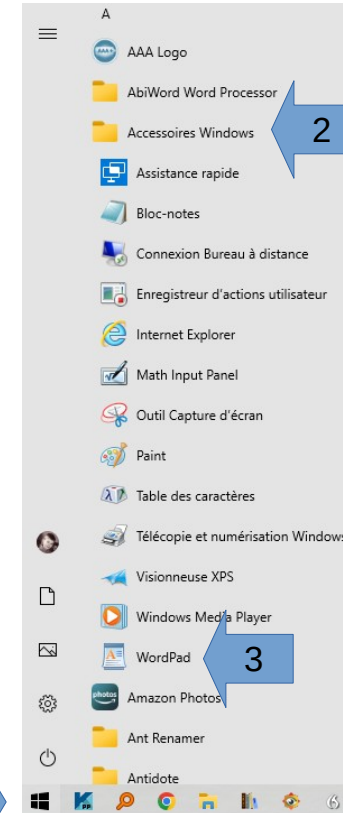 A
AAA Logo
AbiWord Word Processor
Accessoires Windows
2
Assistance rapide
Bloc-notes
Connexion Bureau à distance
Enregistreur d'actions utilisateur
Internet Explorer
Math Input Panel
Outil Capture d'écran
Paint
Table des caractères
Télécopie et numérisation Windows
Visionneuse XPS
Windows Media Player
WordPad
3
photos
Amazon Photos
Ant Renamer
Antidote